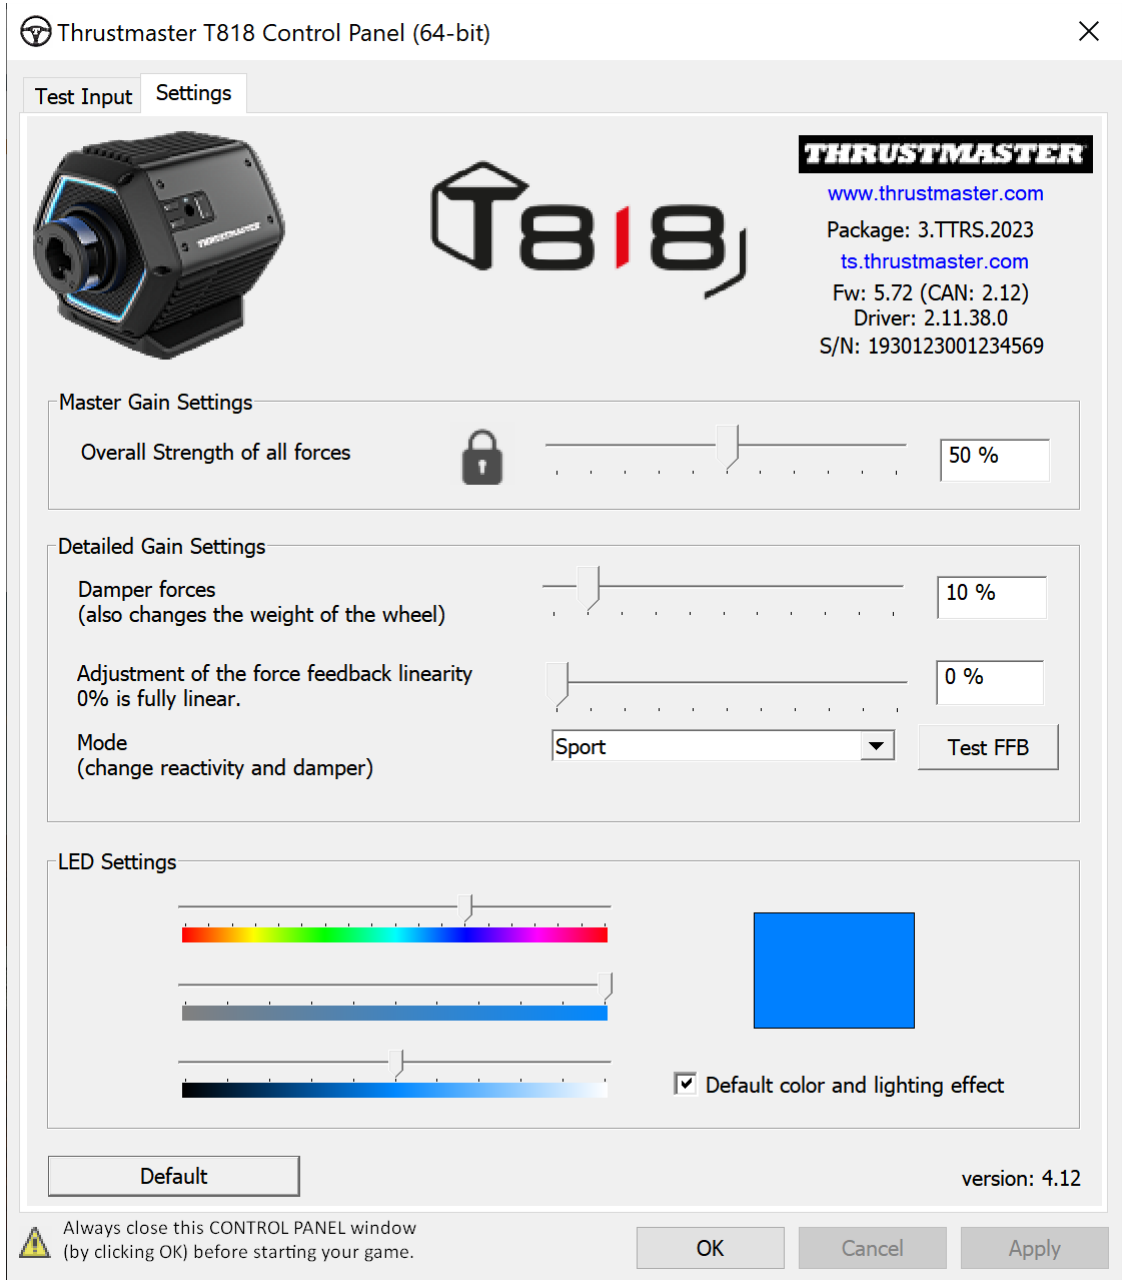 Thrustmaster T818 Control Panel (64-bit)
Test Input
Settings
THRUSTMASTER
T818
THRUSTMASTER
www.thrustmaster.com
Package: 3.TTRS.2023
ts.thrustmaster.com
Fw: 5.72 (CAN: 2.12)
Driver: 2.11.38.0
S/N: 1930123001234569
Master Gain Settings
Overall Strength of all forces
50 %
Detailed Gain Settings
Damper forces
(also changes the weight of the wheel)
10 %
Adjustment of the force feedback linearity
0% is fully linear.
0 %
Mode
(change reactivity and damper)
Sport
Test FFB
LED Settings
Default color and lighting effect
Default
version: 4.12
Always close this CONTROL PANEL window
(by clicking OK) before starting your game.
OK
Cancel
Apply